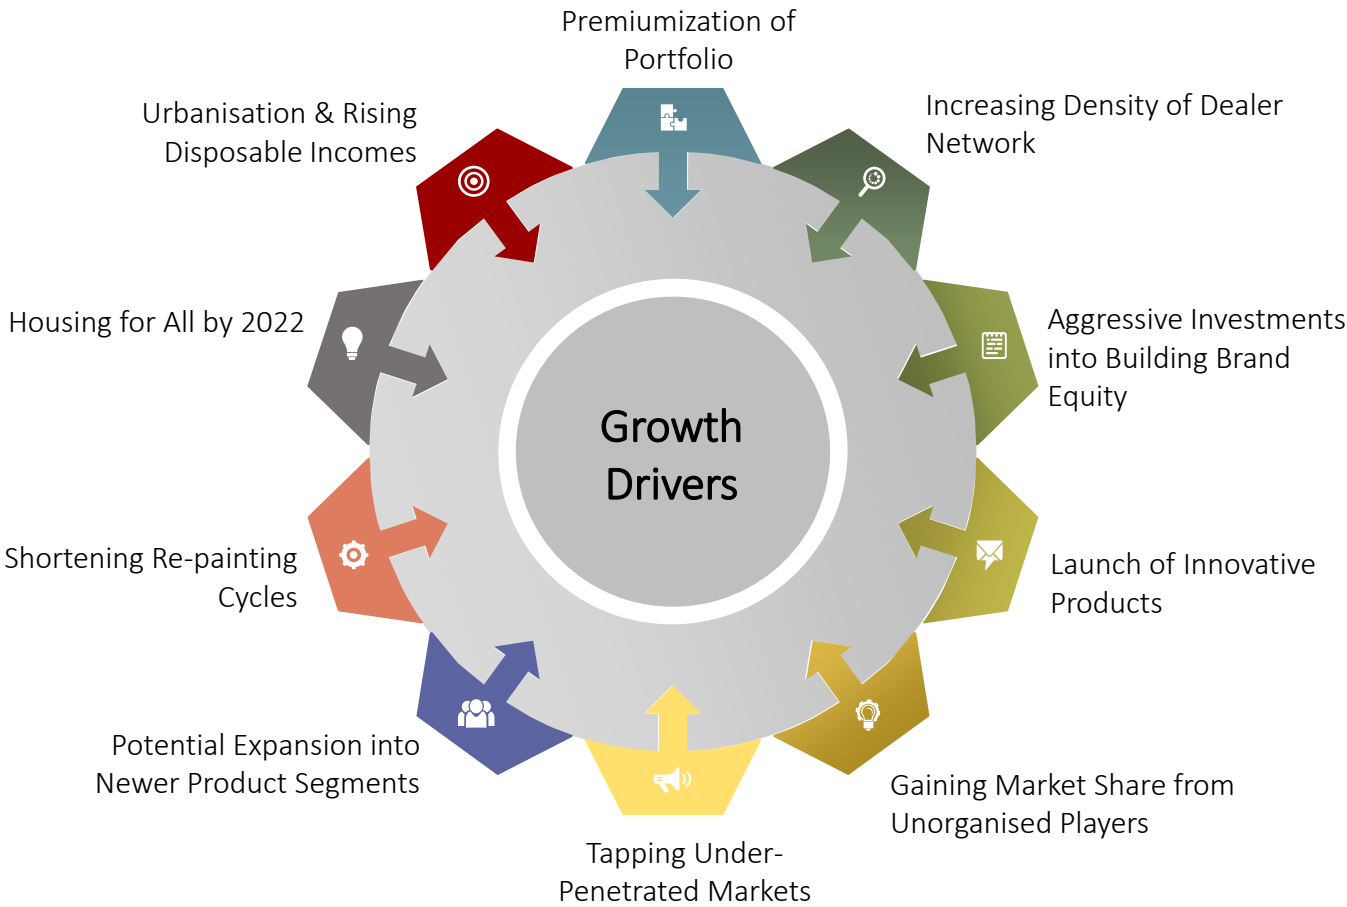 Premiumization of
Portfolio
Increasing Density of Dealer
Network
Aggressive Investments
into Building Brand
Equity
Launch of Innovative
Products
Gaining Market Share from
Unorganised Players
Tapping Under-
Penetrated Markets
Potential Expansion into
Newer Product Segments
Shortening Re-painting
Cycles
Housing for All by 2022
Urbanisation & Rising
Disposable Incomes
Growth
Drivers